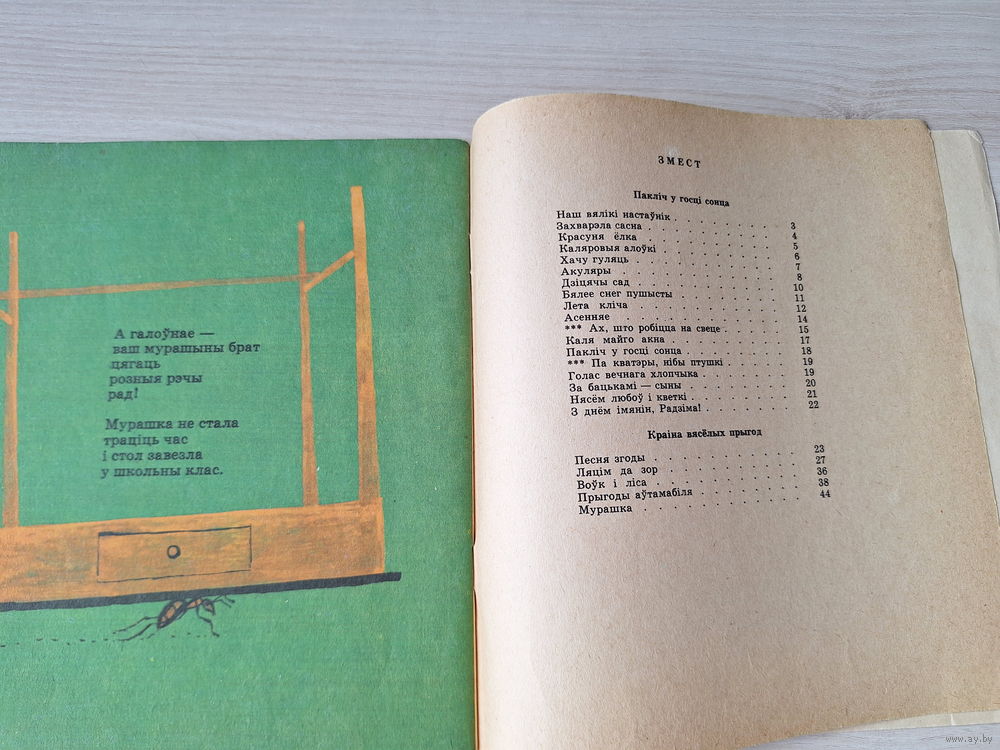 А галоўнае —
ваш мурашыны брат
цягаць
розныя рэчы
рад!
Мурашка не стала
траціць час
і стол завезла
у школьны клас.
ЗМЕСТ
Пакліч у госці сонца
Наш вялікі настаўнік . . . . . . . . 3
Захварэла сасна . . . . . . . . . 4
Красуня ёлка . . . . . . . . . 5
Каляровыя алоўкі . . . . . . . . 6
Хачу гуляць . . . . . . . . . 7
Акуляры . . . . . . . . . . 8
Дзіцячы сад . . . . . . . . . 10
Бялее снег пушысты . . . . . . . 11
Лета кліча . . . . . . . . . 12
Асенняе . . . . . . . . . . 14
*** Ах, што робіцца на свеце . . . . . 15
Каля майго акна . . . . . . . . 17
Пакліч у госці сонца . . . . . . . 18
*** Па кватэры, нібы птушкі . . . . . 19
Голас вечнага хлопчыка . . . . . . 19
За бацькамі — сыны . . . . . . . 20
Нясём любоў і кветкі . . . . . . . 21
З днём імянін, Радзіма! . . . . . . . 22
Краіна вясёлых прыгод
Песня згоды . . . . . . . . . 23
Ляцім да зор . . . . . . . . . 27
Воўк і ліса . . . . . . . . . 36
Прыгоды аўтамабіля . . . . . . . 38
Мурашка . . . . . . . . . . 44
www.ay.by